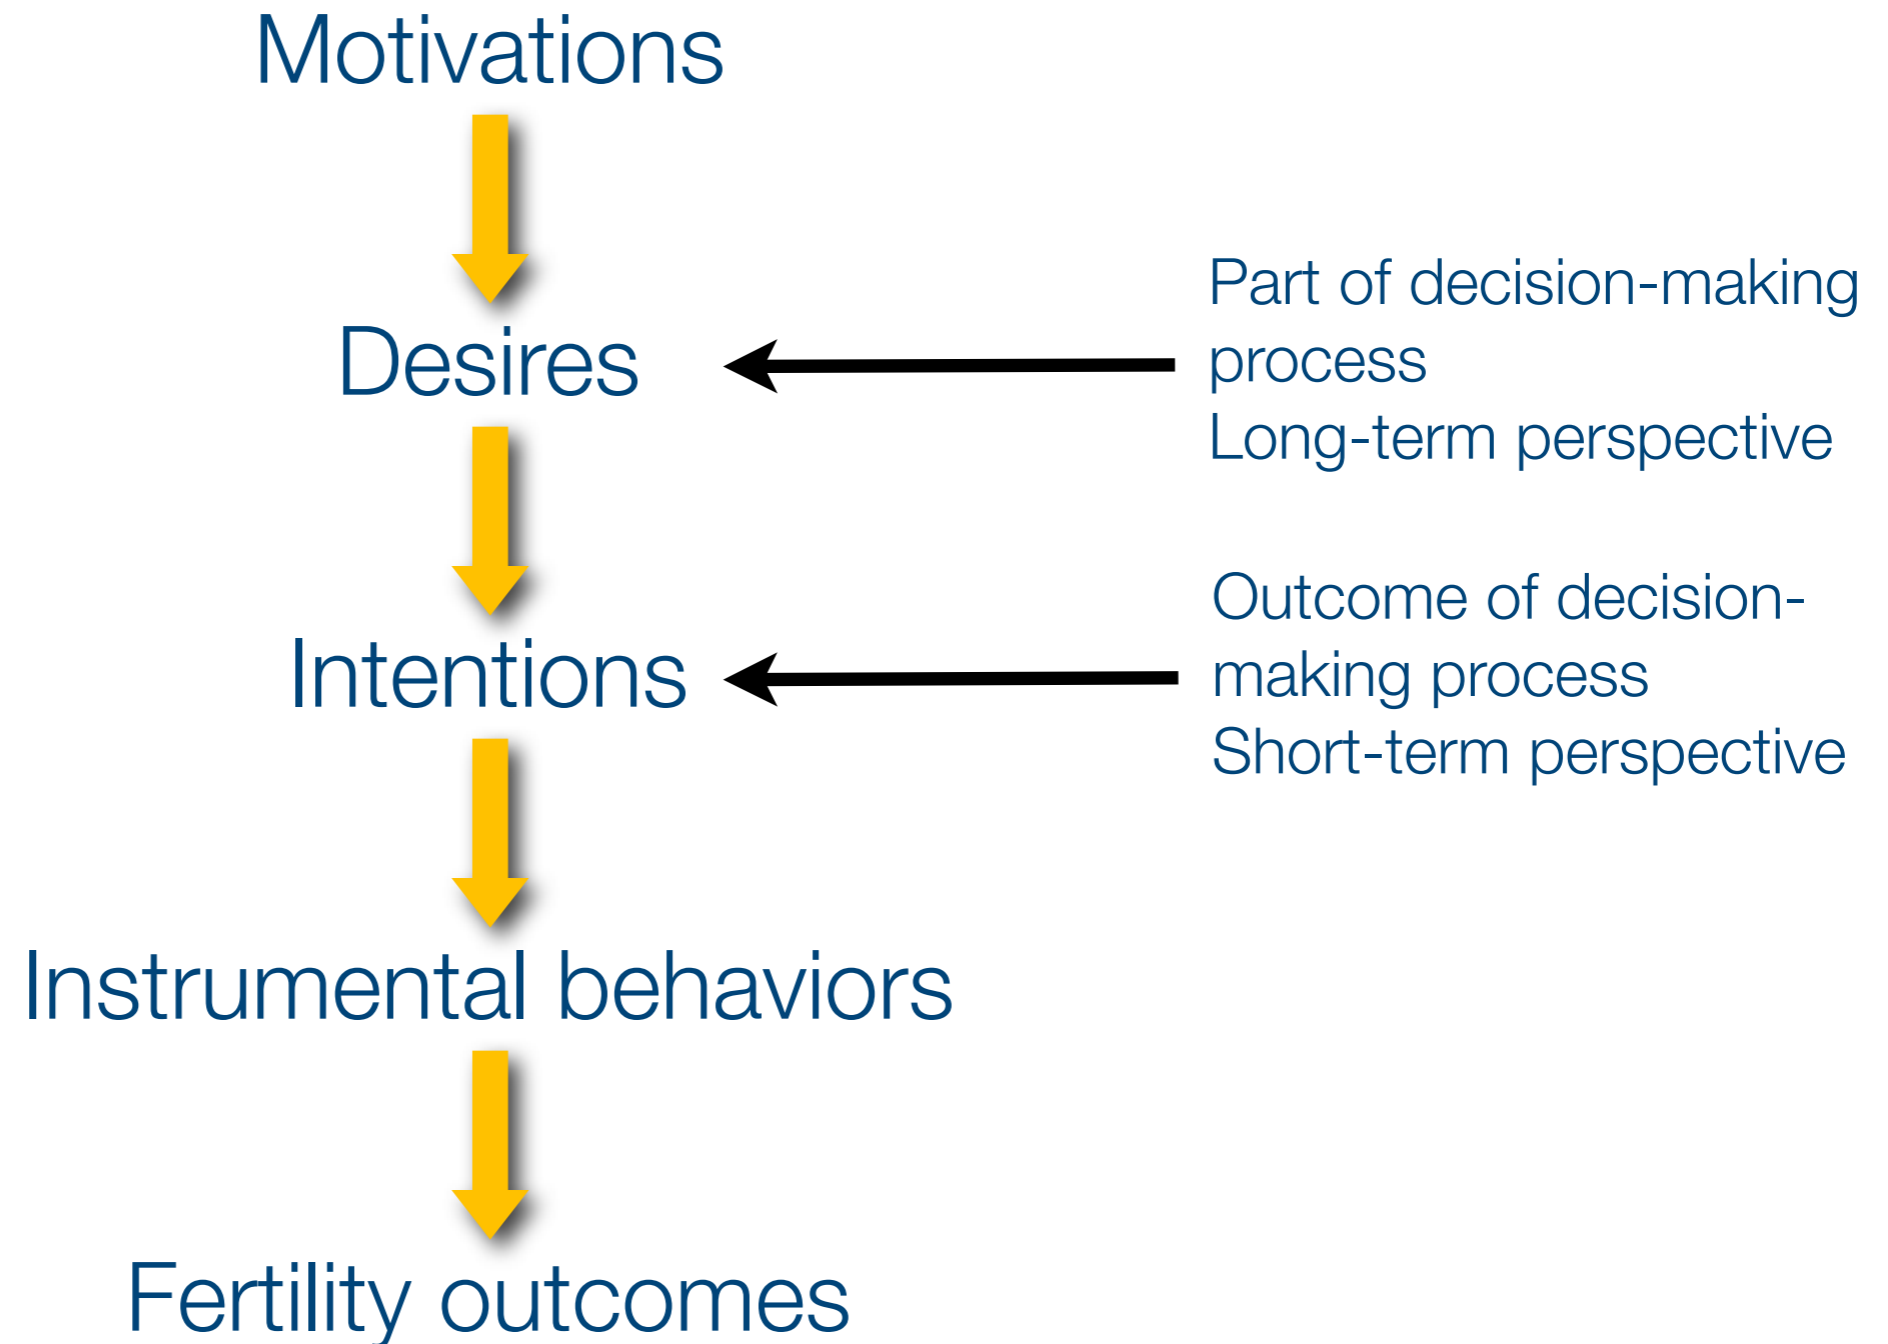 Motivations
Desires
Part of decision-making
process
Long-term perspective
Intentions
Outcome of decision-
making process
Short-term perspective
Instrumental behaviors
Fertility outcomes